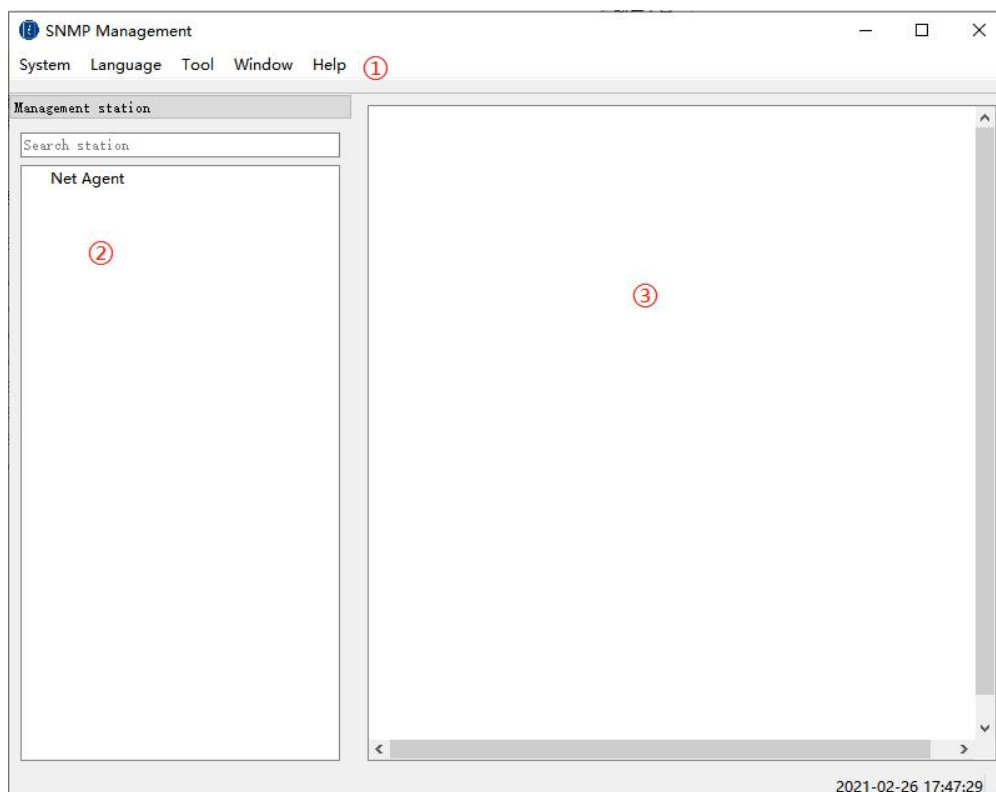 SNMP Management
System Language Tool Window Help ①
Management station
Search station
Net Agent
②
③
2021-02-26 17:47:29